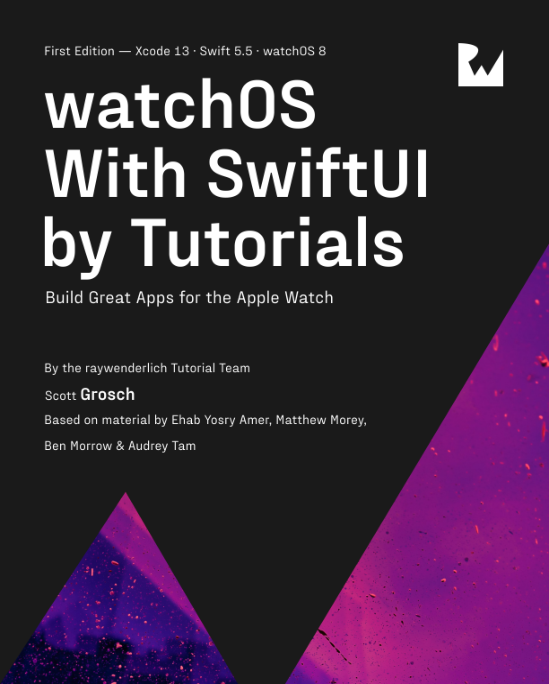 First Edition — Xcode 13 · Swift 5.5 · watchOS 8
watchOS
With SwiftUI
by Tutorials
Build Great Apps for the Apple Watch
By the raywenderlich Tutorial Team
Scott Grosch
Based on material by Ehab Yosry Amer, Matthew Morey,
Ben Morrow & Audrey Tam